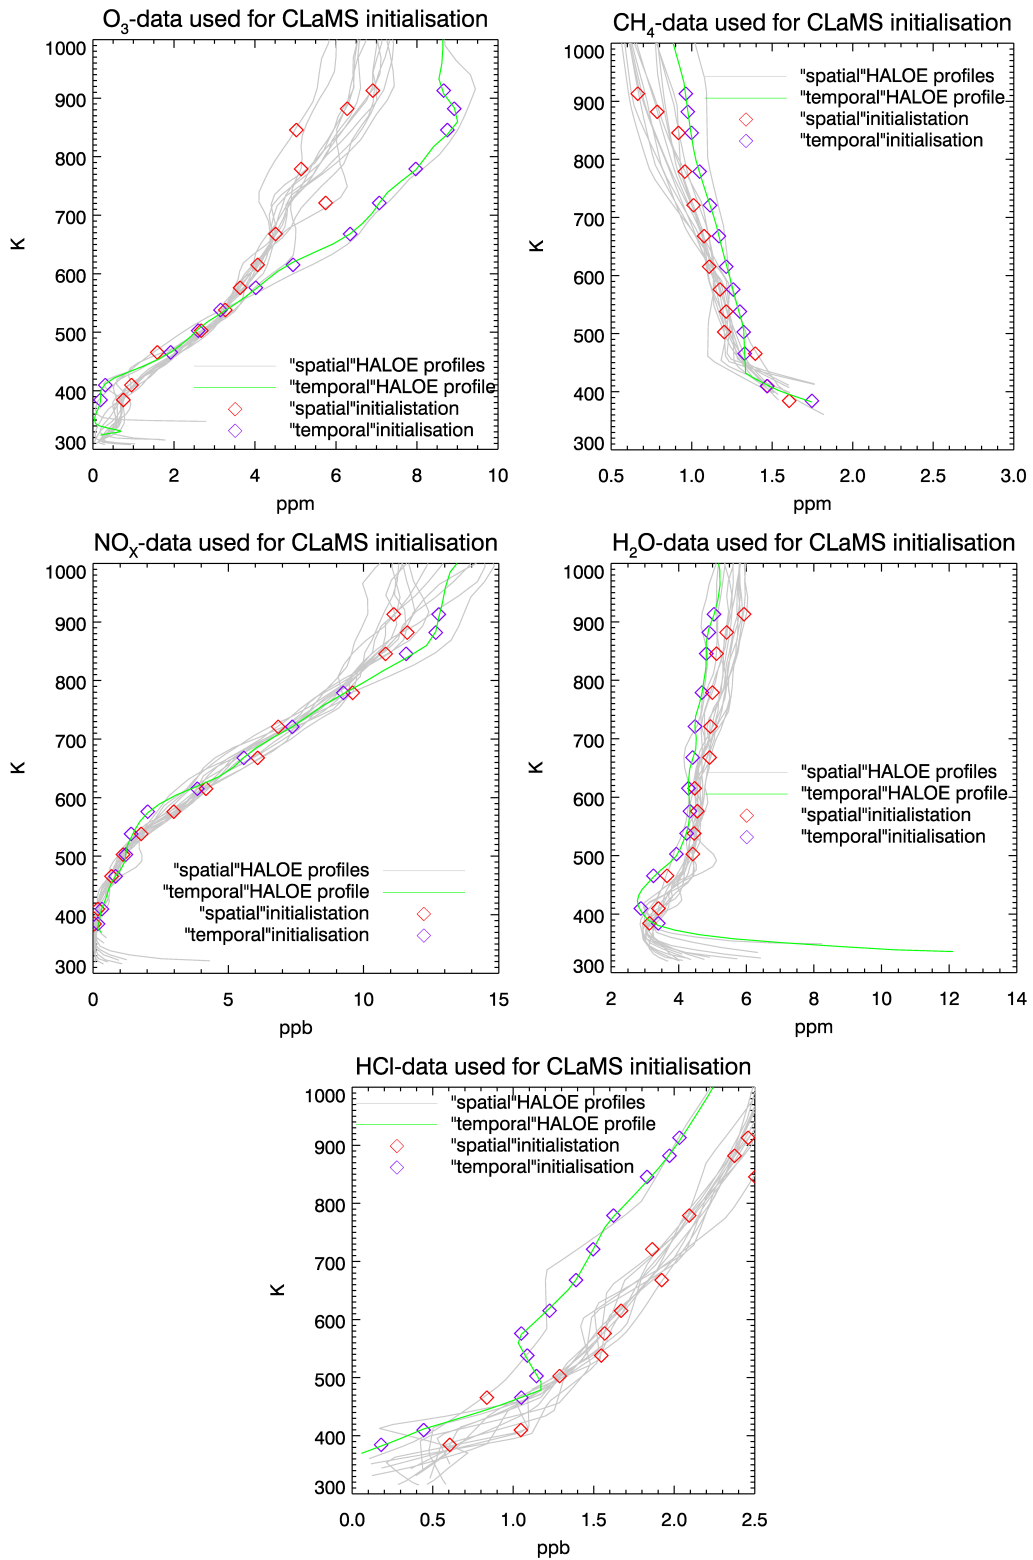 O3-data used for CLaMS initialisation
1000
900
800
700
600
500
400
300
K
"spatial"HALOE profiles
"temporal"HALOE profile
"spatial"initialistation
"temporal"initialisation
0 2 4 6 8 10
ppm
CH4-data used for CLaMS initialisation
1000
900
800
700
600
500
400
300
K
"spatial"HALOE profiles
"temporal"HALOE profile
"spatial"initialistation
"temporal"initialisation
0.5 1.0 1.5 2.0 2.5 3.0
ppm
NOX-data used for CLaMS initialisation
1000
900
800
700
600
500
400
300
K
"spatial"HALOE profiles
"temporal"HALOE profile
"spatial"initialistation
"temporal"initialisation
0 5 10 15
ppb
H2O-data used for CLaMS initialisation
1000
900
800
700
600
500
400
300
K
"spatial"HALOE profiles
"temporal"HALOE profile
"spatial"initialistation
"temporal"initialisation
2 4 6 8 10 12 14
ppm
HCl-data used for CLaMS initialisation
1000
900
800
700
600
500
400
300
K
"spatial"HALOE profiles
"temporal"HALOE profile
"spatial"initialistation
"temporal"initialisation
0.0 0.5 1.0 1.5 2.0 2.5
ppb